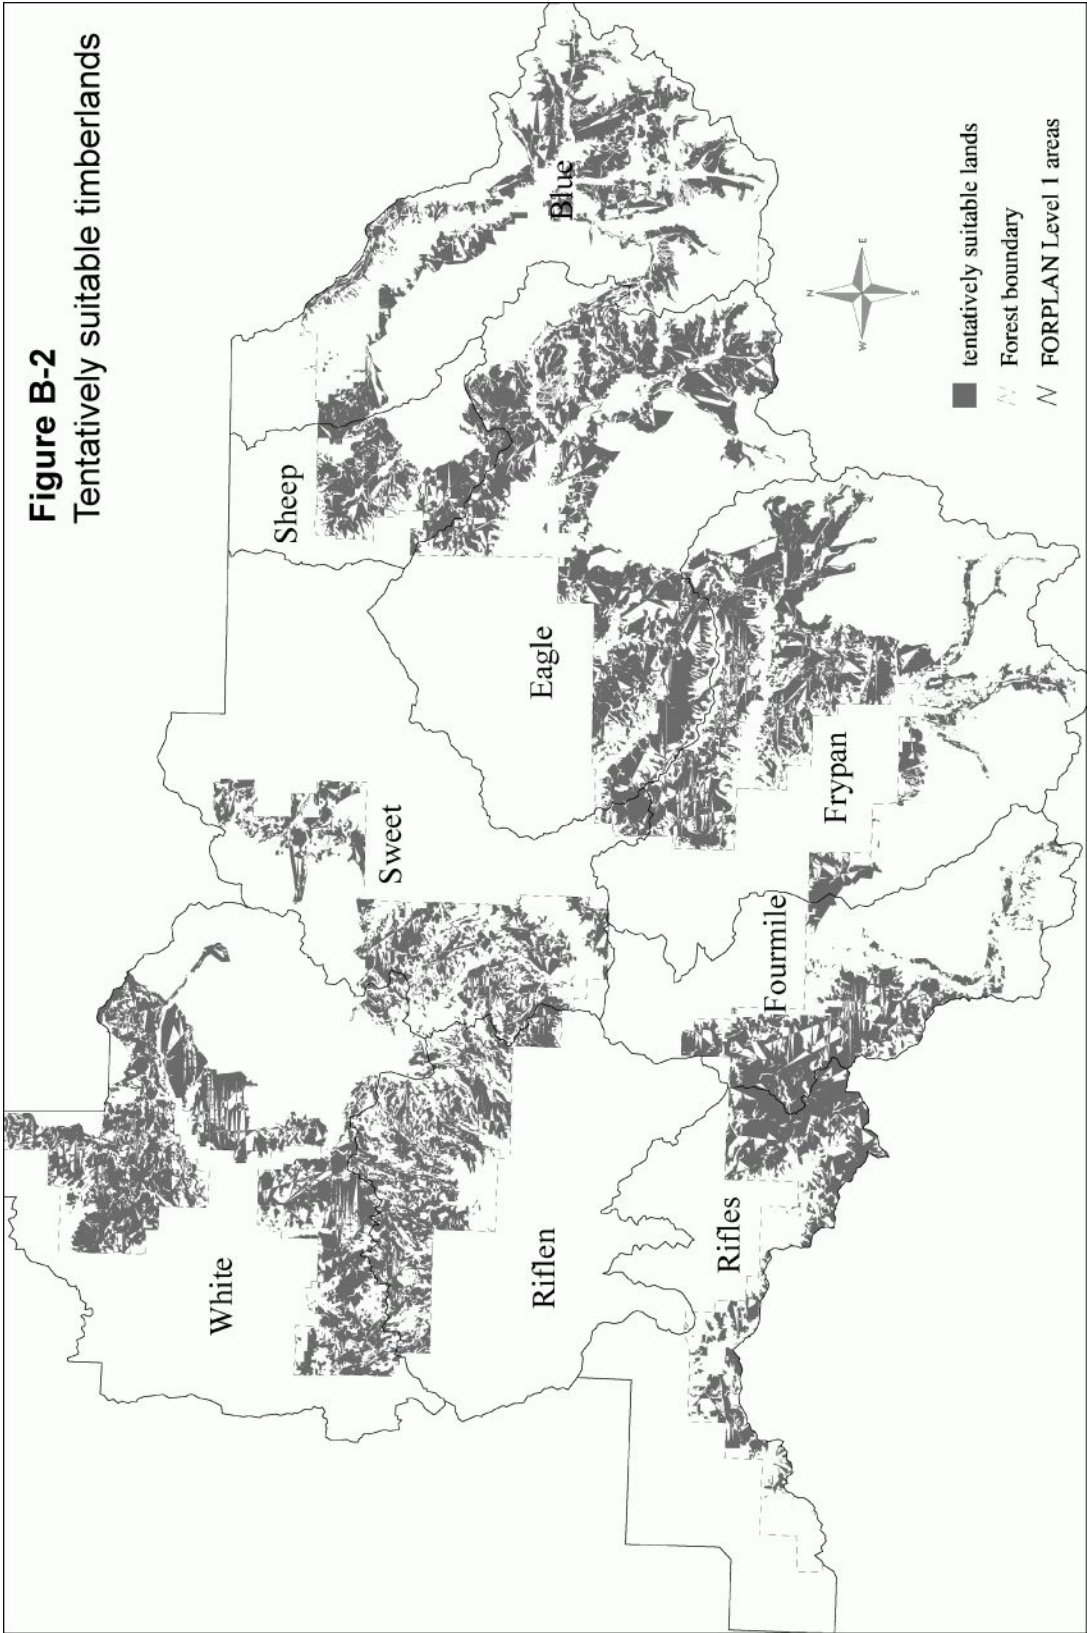 Figure B-2
Tentatively suitable timberlands
Sheep
Blue
White
Sweet
Eagle
Riflen
Rifles
Fourmile
Frypan
N
W
E
S
tentatively suitable lands
Forest boundary
FORPLAN Level 1 areas